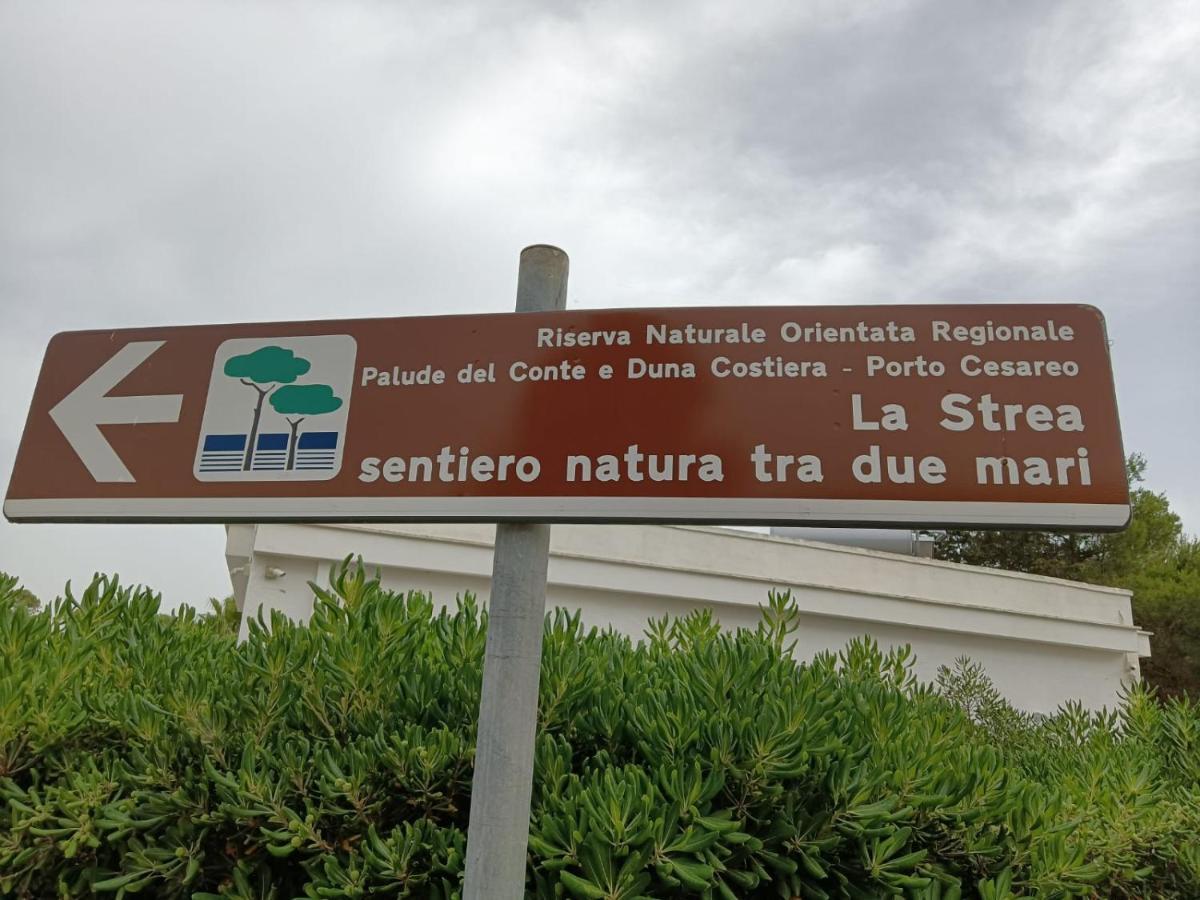 Riserva Naturale Orientata Regionale
Palude del Conte e Duna Costiera - Porto Cesareo
La Strea
sentiero natura tra due mari